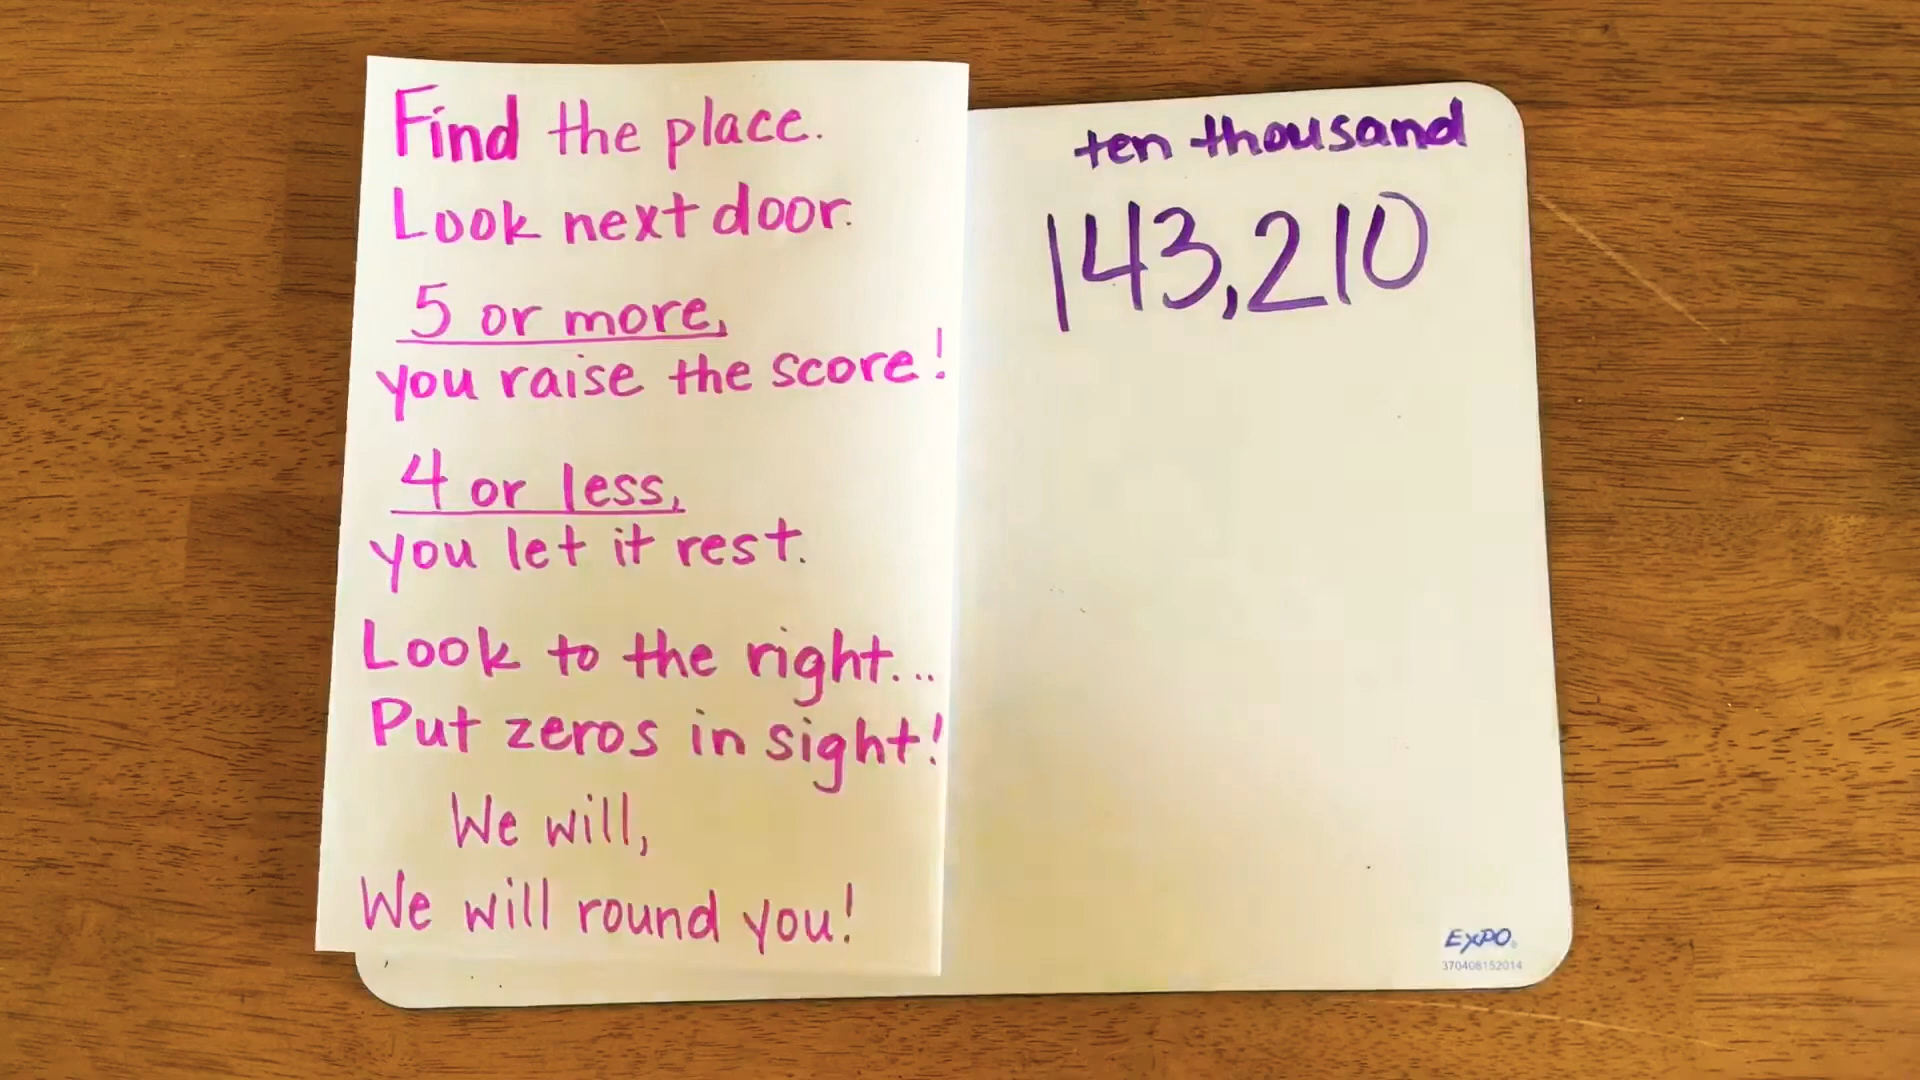 Find the place.
Look next door.
5 or more,
you raise the score!
4 or less,
you let it rest.
Look to the right...
Put zeros in sight!
We will,
We will round you!
ten thousand
143,210
EXPO
370408152014